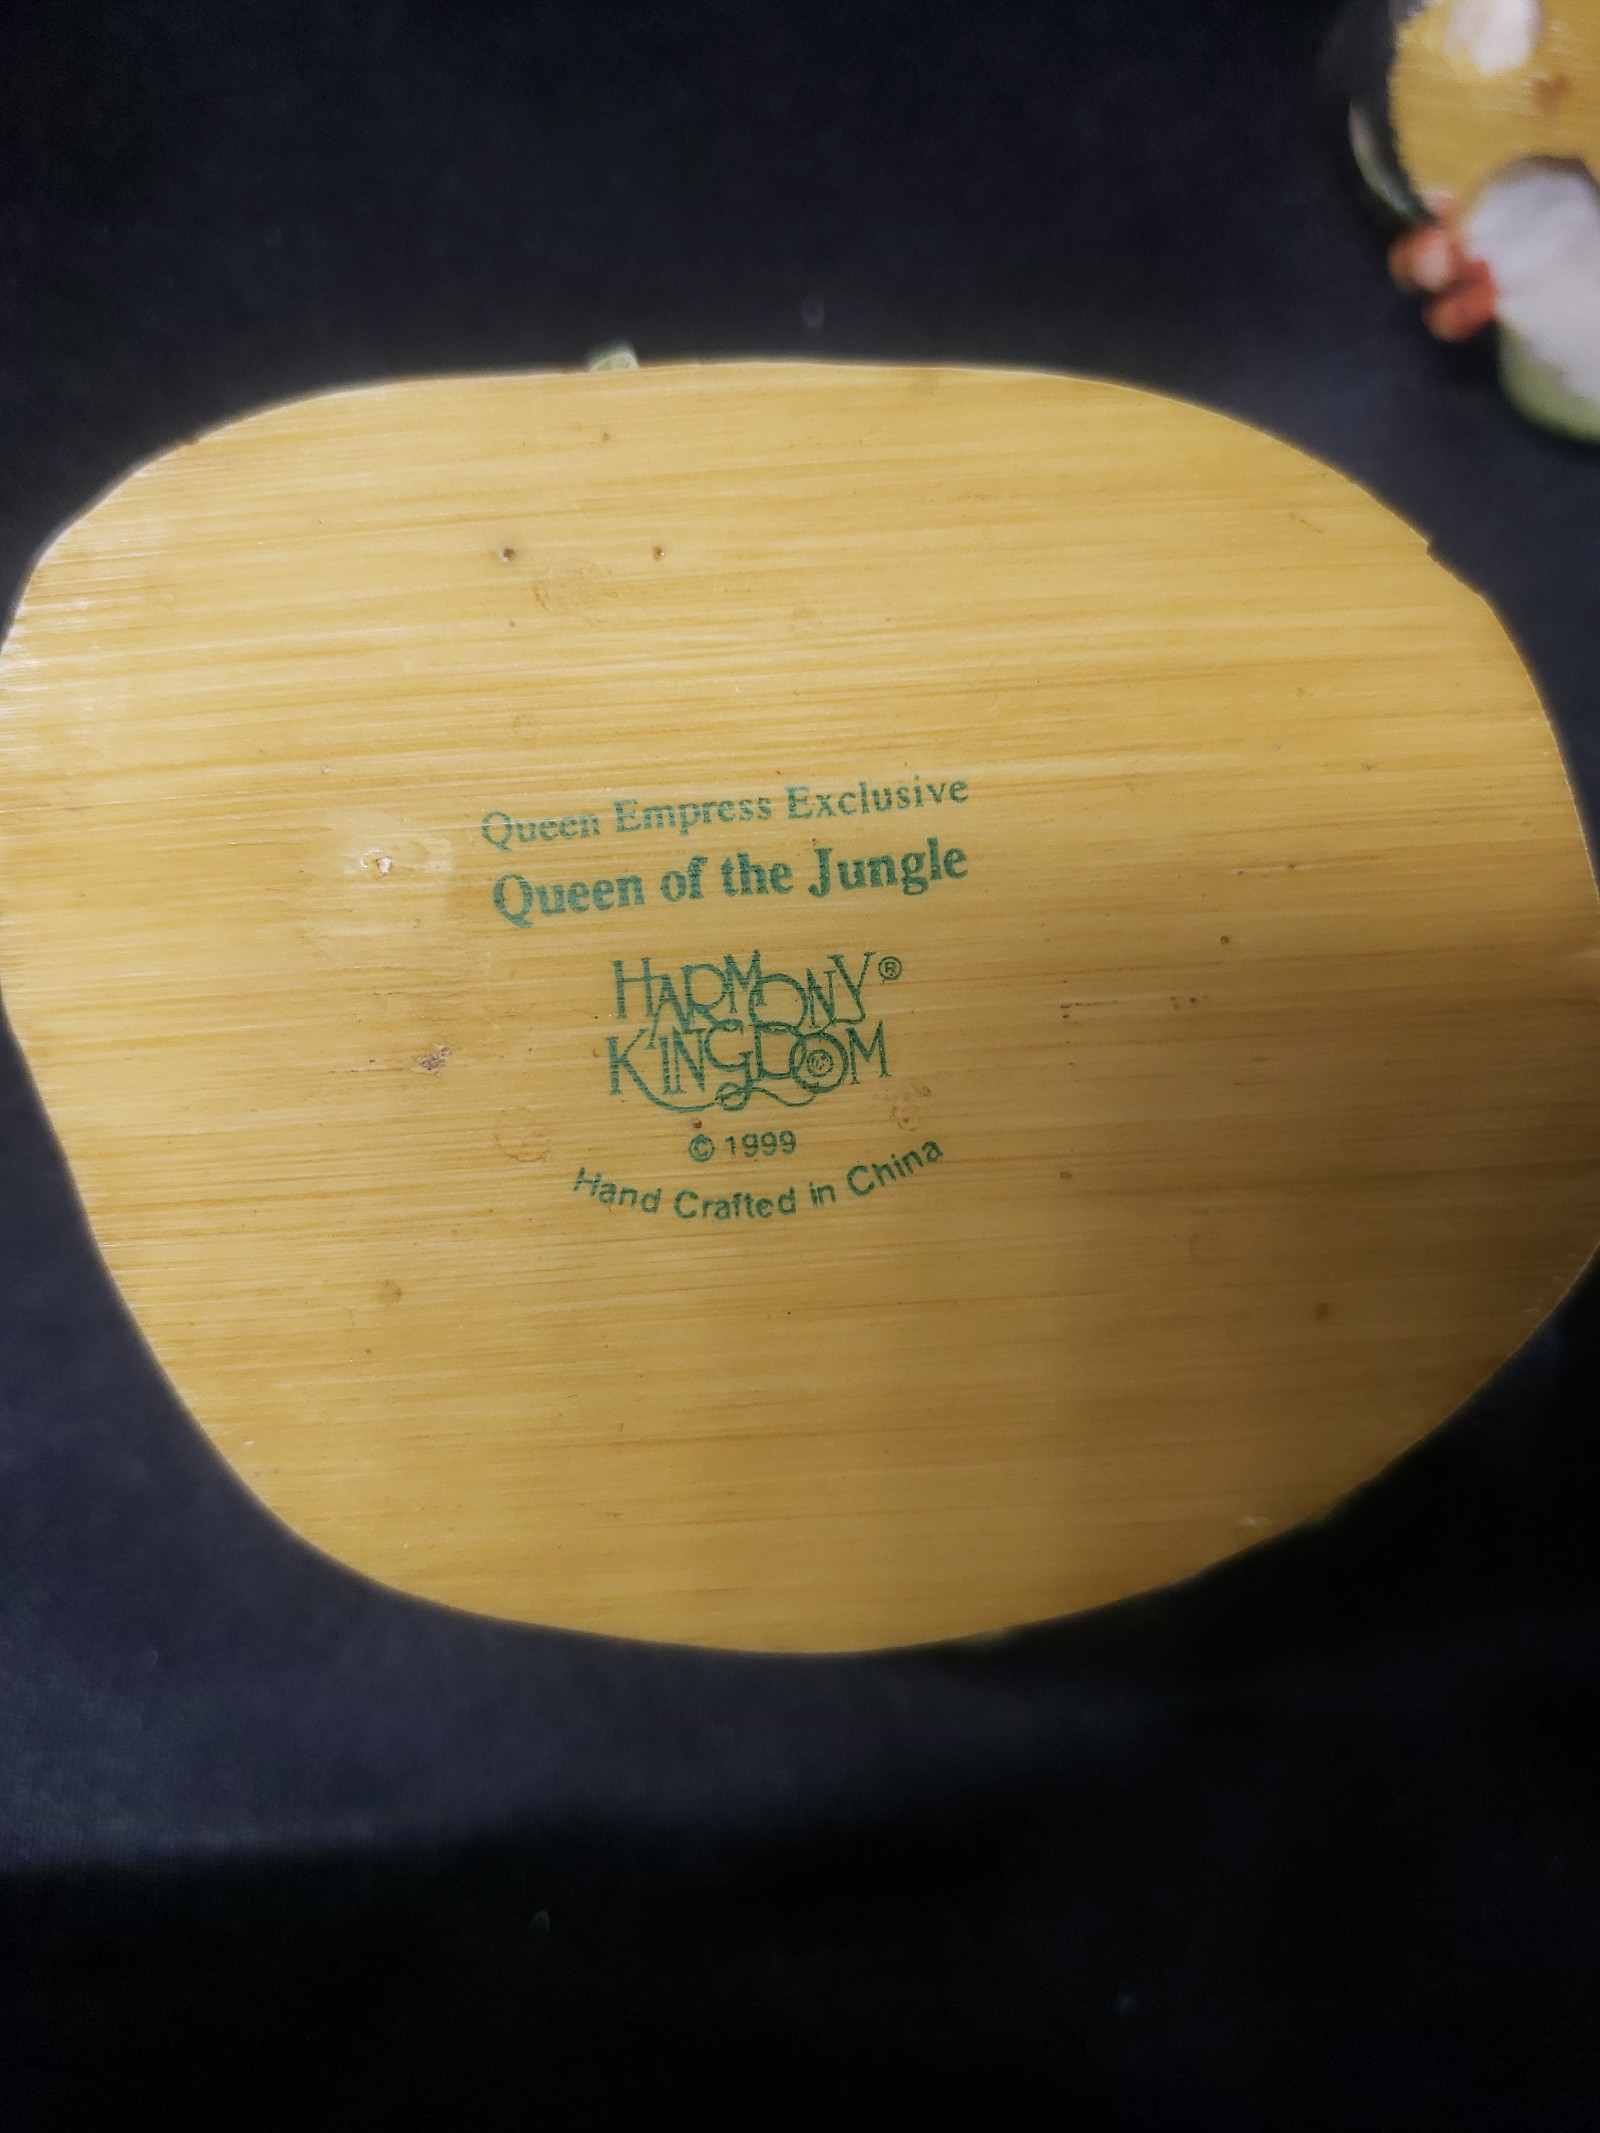 Queen Empress Exclusive
Queen of the Jungle
HARMONY®
KINGDOM
© 1999
Hand Crafted in China